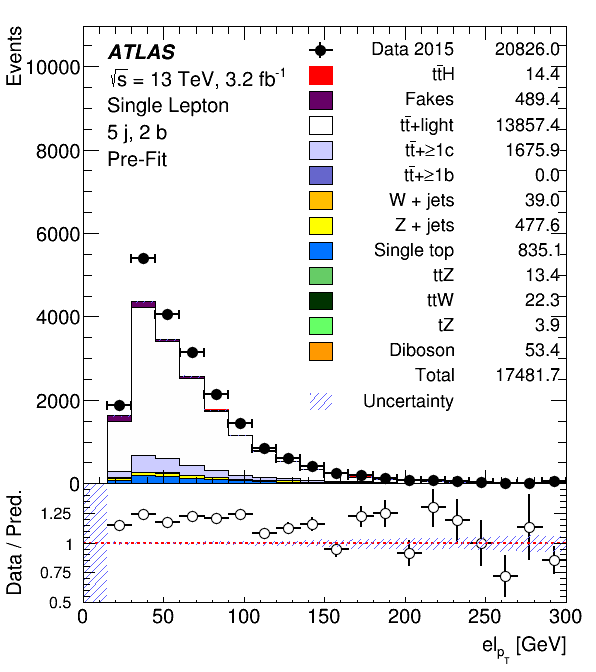 Events
10000
8000
6000
4000
2000
0
ATLAS
√s = 13 TeV, 3.2 fb⁻¹
Single Lepton
5 j, 2 b
Pre-Fit
Data 2015 20826.0
tt̄H 14.4
Fakes 489.4
tt̄+light 13857.4
tt̄+≥1c 1675.9
tt̄+≥1b 0.0
W + jets 39.0
Z + jets 477.6
Single top 835.1
ttZ 13.4
ttW 22.3
tZ 3.9
Diboson 53.4
Total 17481.7
Uncertainty
Data / Pred.
1.25
1
0.75
0.5
0 50 100 150 200 250 300
el_{p_T} [GeV]